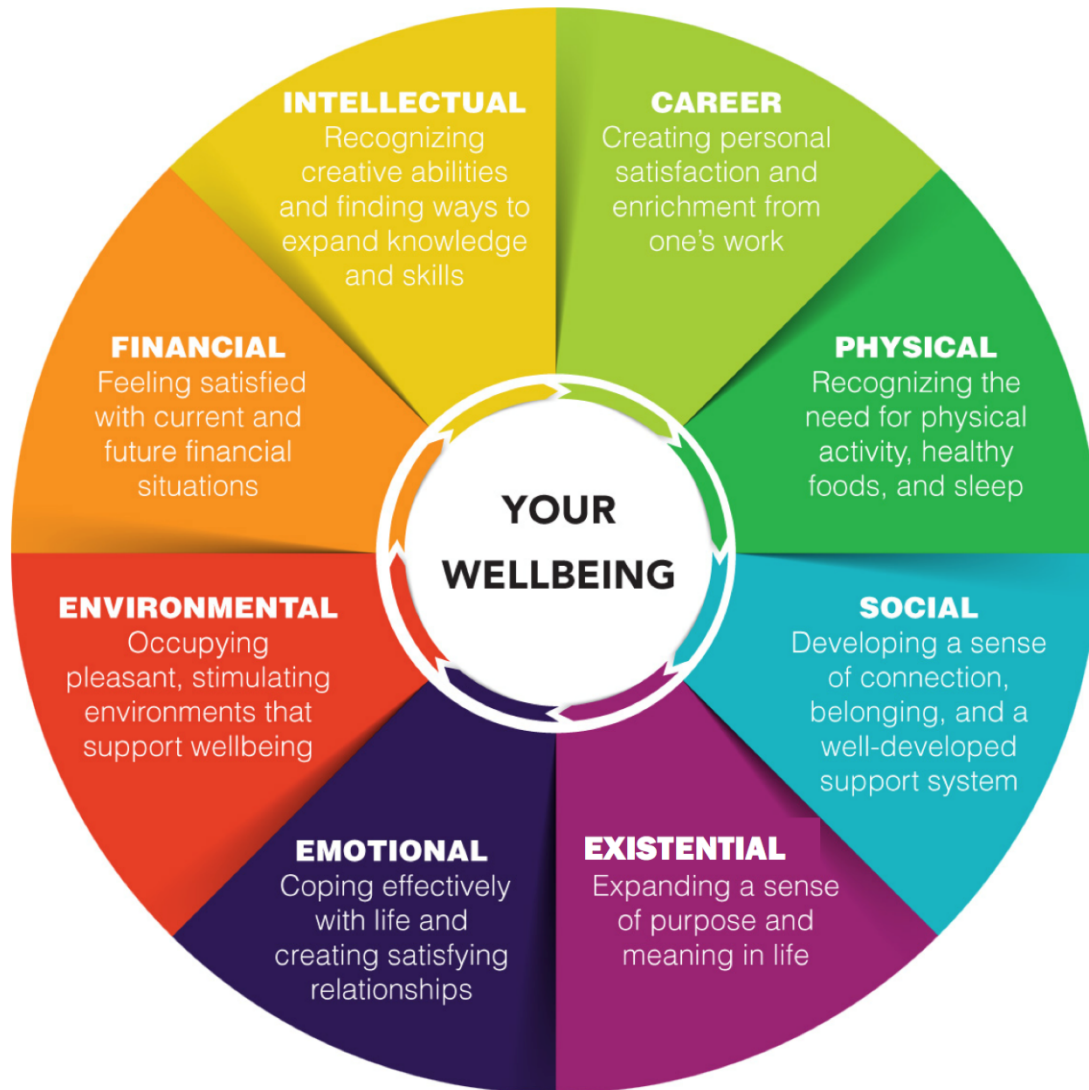 INTELLECTUAL
Recognizing
creative abilities
and finding ways to
expand knowledge
and skills
CAREER
Creating personal
satisfaction and
enrichment from
one’s work
PHYSICAL
Recognizing the
need for physical
activity, healthy
foods, and sleep
SOCIAL
Developing a sense
of connection,
belonging, and a
well-developed
support system
EXISTENTIAL
Expanding a sense
of purpose and
meaning in life
EMOTIONAL
Coping effectively
with life and
creating satisfying
relationships
ENVIRONMENTAL
Occupying
pleasant, stimulating
environments that
support wellbeing
FINANCIAL
Feeling satisfied
with current and
future financial
situations
YOUR
WELLBEING